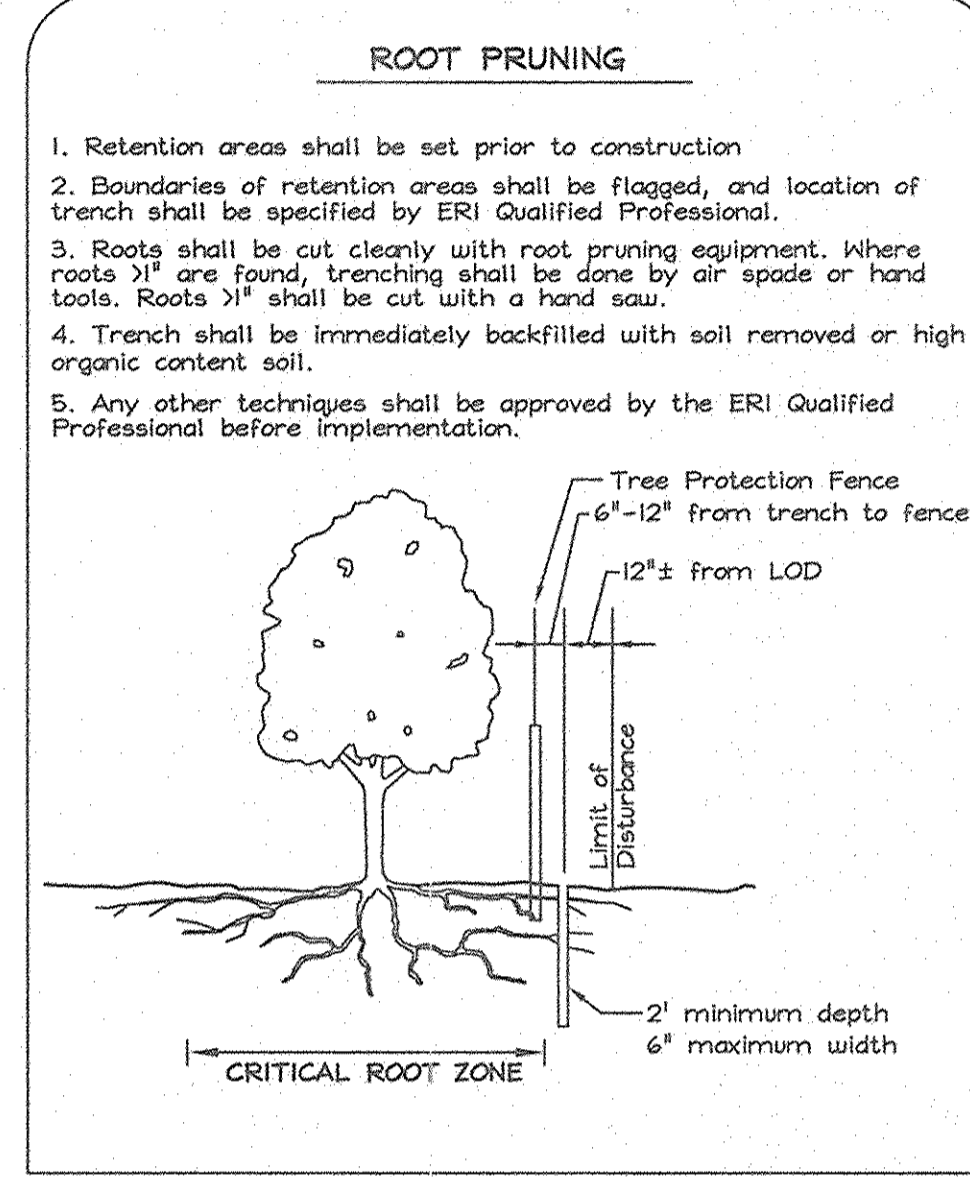 ROOT PRUNING
1. Retention areas shall be set prior to construction
2. Boundaries of retention areas shall be flagged, and location of
trench shall be specified by ERI Qualified Professional.
3. Roots shall be cut cleanly with root pruning equipment. Where
roots >1" are found, trenching shall be done by air spade or hand
tools. Roots >1" shall be cut with a hand saw.
4. Trench shall be immediately backfilled with soil removed or high
organic content soil.
5. Any other techniques shall be approved by the ERI Qualified
Professional before implementation.
Tree Protection Fence
6"-12" from trench to fence
12"± from LOD
Limit of
Disturbance
2' minimum depth
6" maximum width
CRITICAL ROOT ZONE